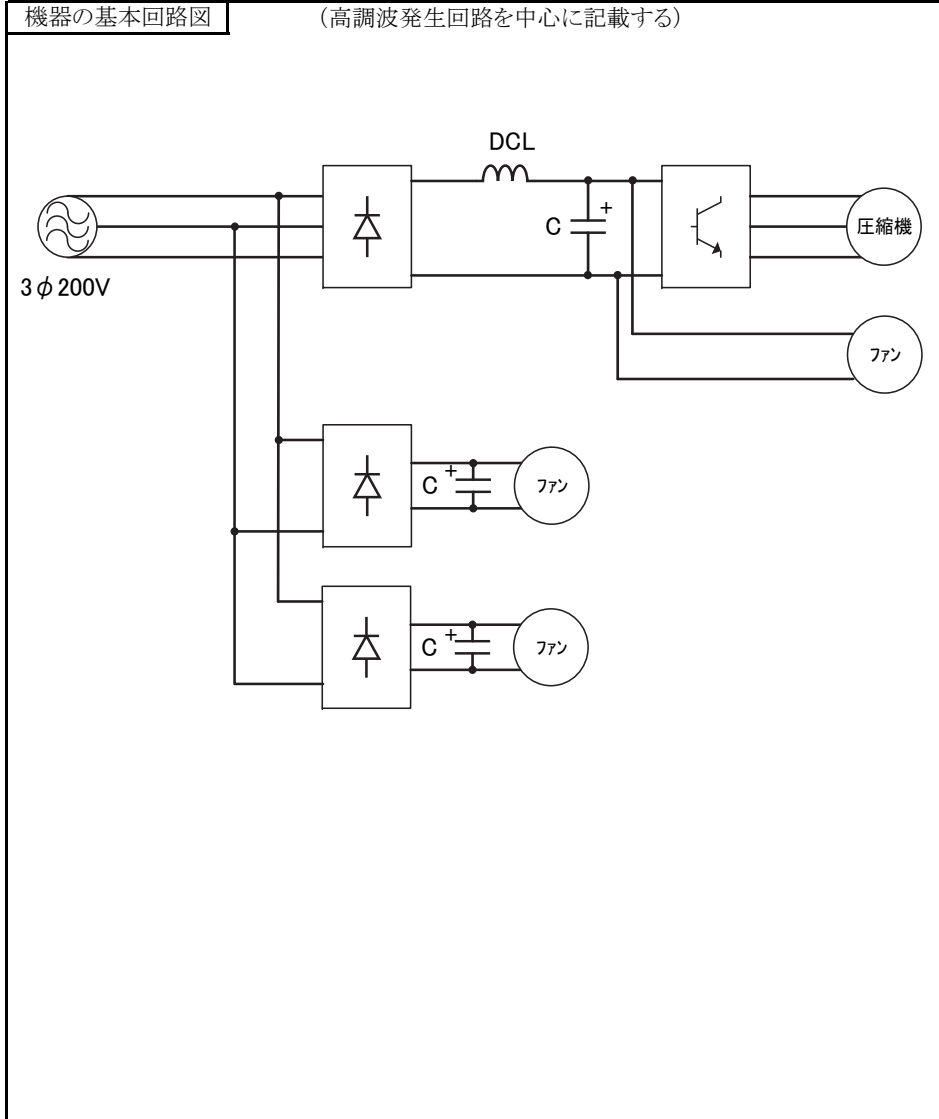 機器の基本回路図
(高調波発生回路を中心に記載する)
DCL
C
+
圧縮機
3φ200V
ファン
C
+
ファン
C
+
ファン